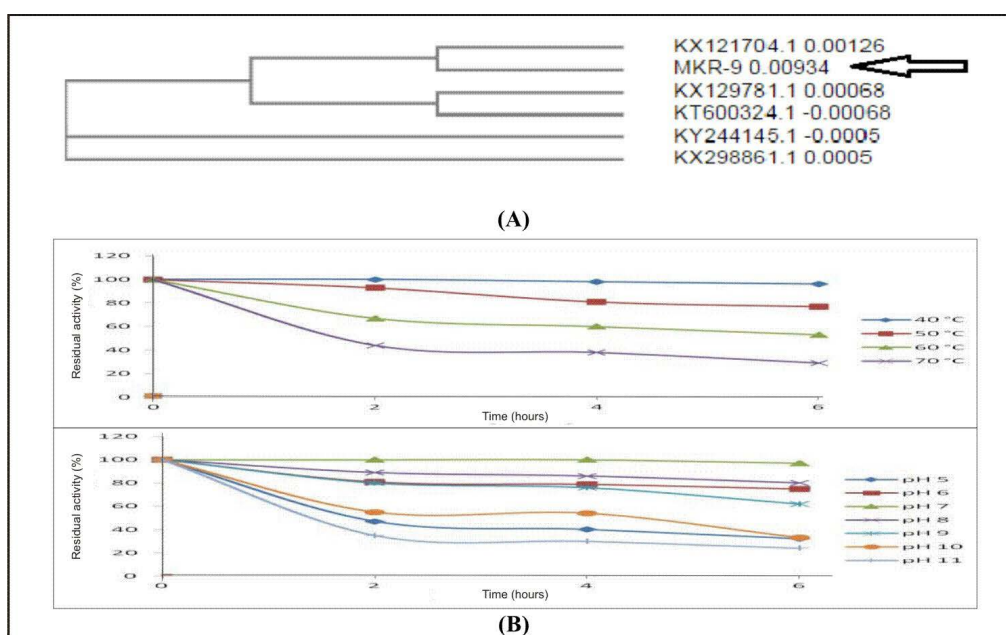 KX121704.1 0.00126
MKR-9 0.00934
KX129781.1 0.00068
KT600324.1 -0.00068
KY244145.1 -0.0005
KX298861.1 0.0005
(A)
Residual activity (%)
120
100
80
60
40
20
0
0 2 4 6
Time (hours)
40 °C
50 °C
60 °C
70 °C
Residual activity (%)
120
100
80
60
40
20
0
0 2 4 6
Time (hours)
pH 5
pH 6
pH 7
pH 8
pH 9
pH 10
pH 11
(B)